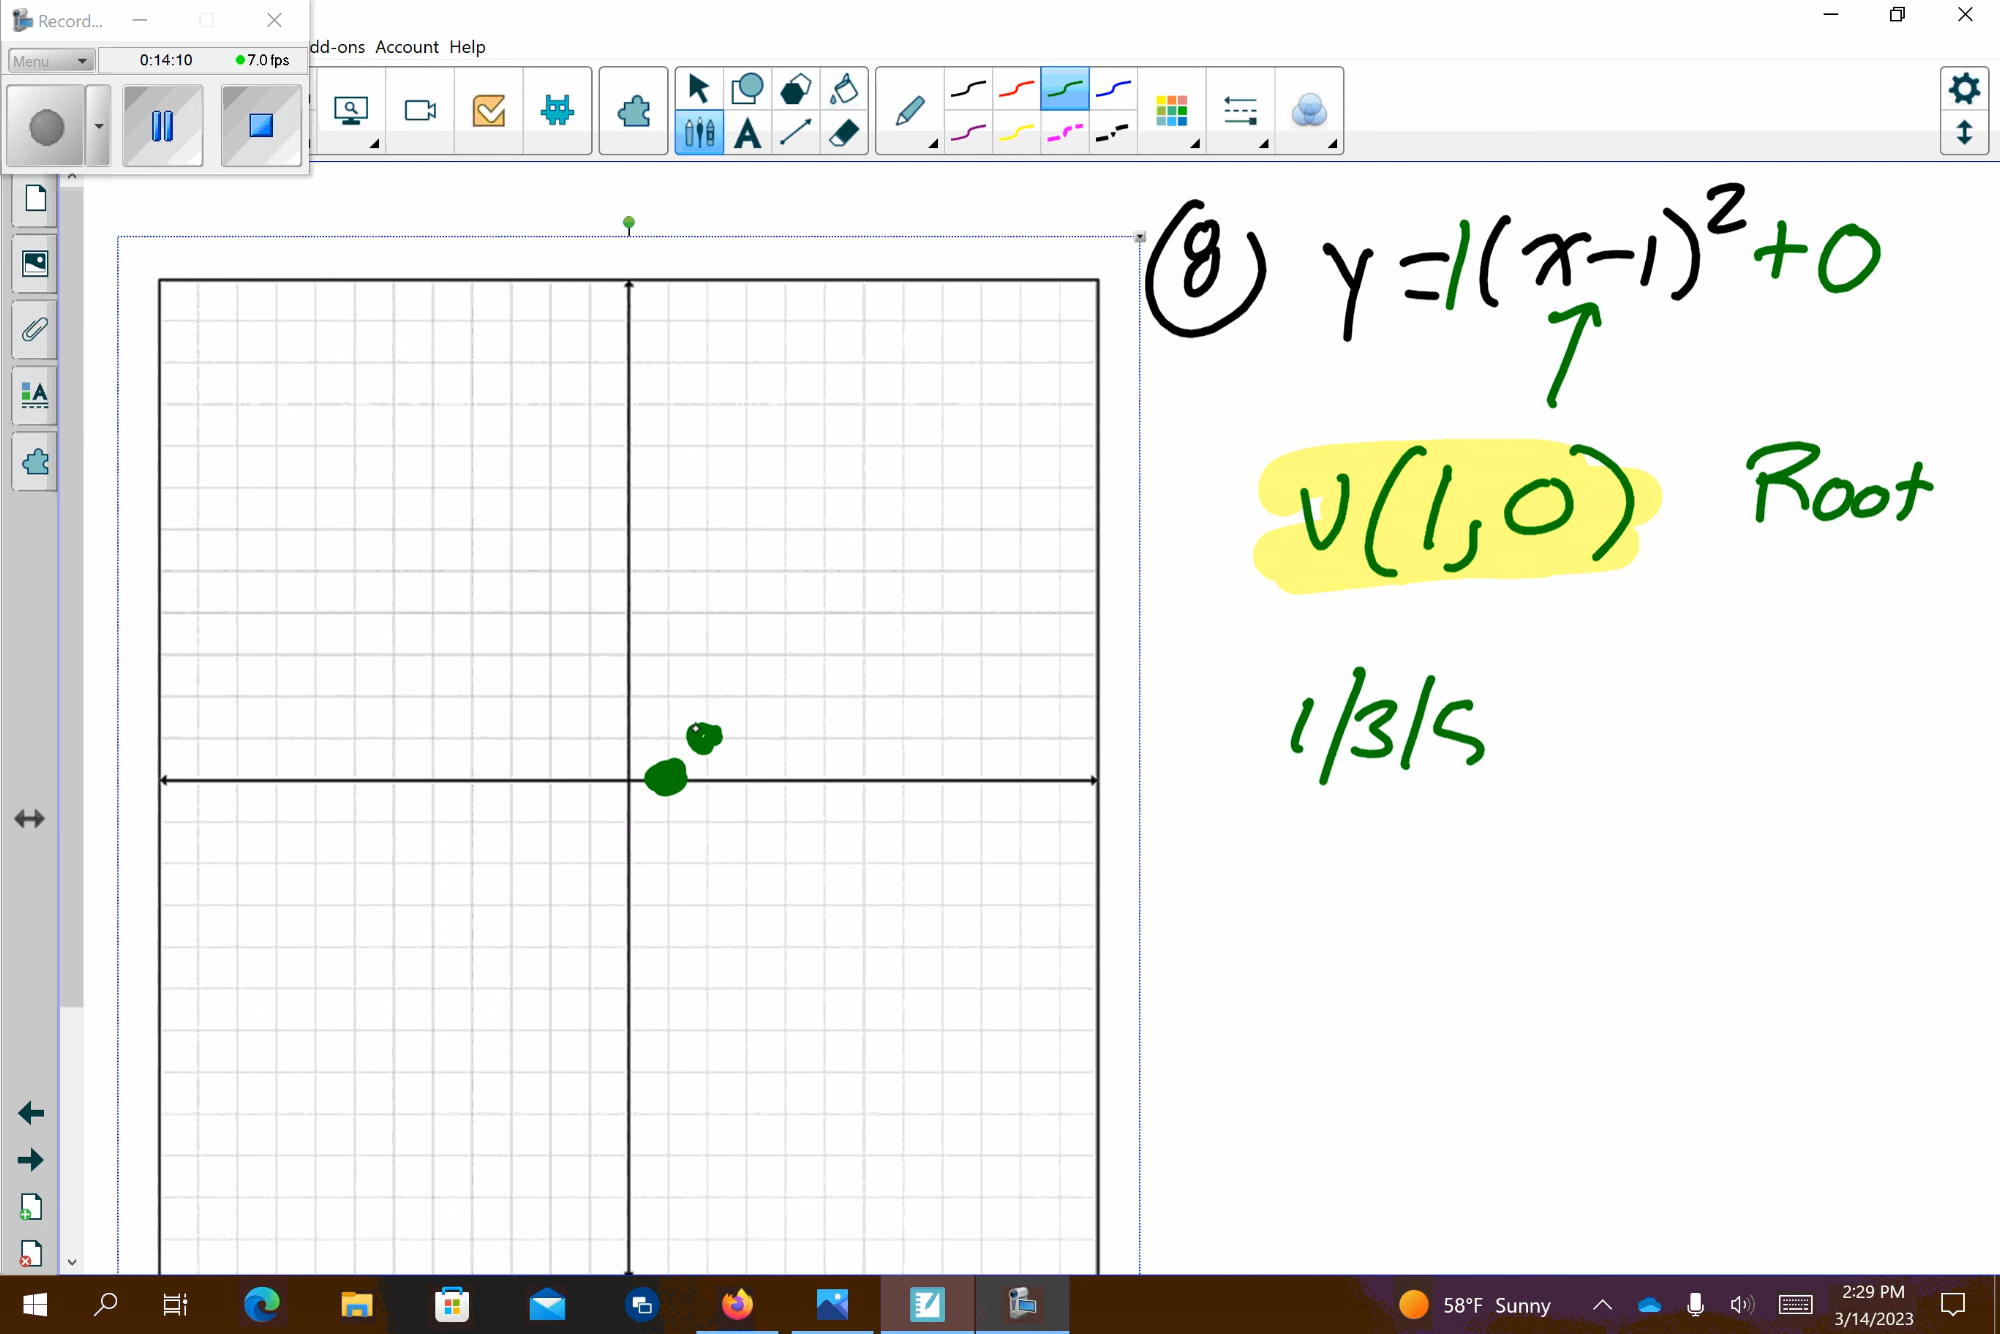 Record...
Menu 0:14:10 7.0 fps
dd-ons Account Help
A
A
(8) y = 1(x-1)² + 0
V(1,0) Root
1/3/5
58°F Sunny
2:29 PM
3/14/2023